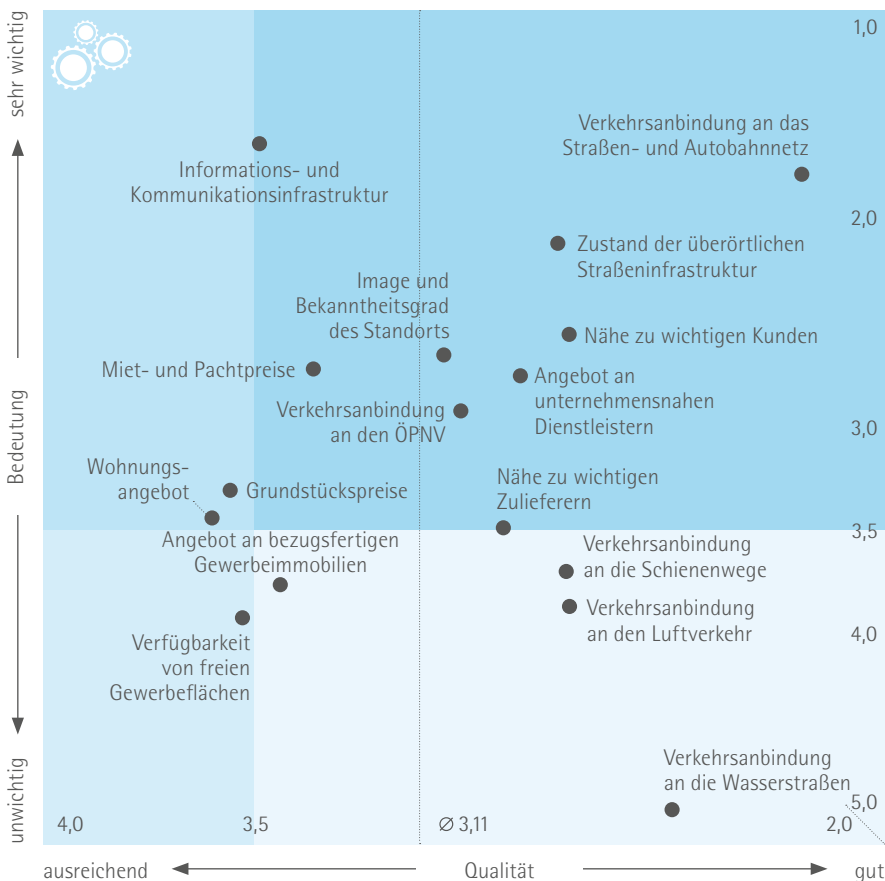 sehr wichtig
Bedeutung
unwichtig
1,0
2,0
3,0
3,5
4,0
5,0
Verkehrsanbindung an das
Straßen- und Autobahnnetz
Informations- und
Kommunikationsinfrastruktur
Zustand der überörtlichen
Straßeninfrastruktur
Image und
Bekanntheitsgrad
des Standorts
Nähe zu wichtigen Kunden
Miet- und Pachtpreise
Angebot an
unternehmensnahen
Dienstleistern
Verkehrsanbindung
an den ÖPNV
Wohnungs-
angebot
Grundstückspreise
Nähe zu wichtigen
Zulieferern
Angebot an bezugsfertigen
Gewerbeimmobilien
Verkehrsanbindung
an die Schienenwege
Verkehrsanbindung
an den Luftverkehr
Verfügbarkeit
von freien
Gewerbeflächen
Verkehrsanbindung
an die Wasserstraßen
4,0
3,5
Ø 3,11
2,0
ausreichend
Qualität
gut